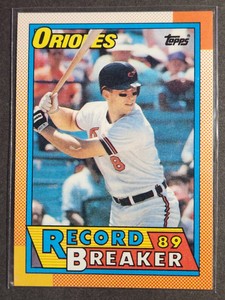 ORIOLES
Topps
8
RECORD 89
BREAKER